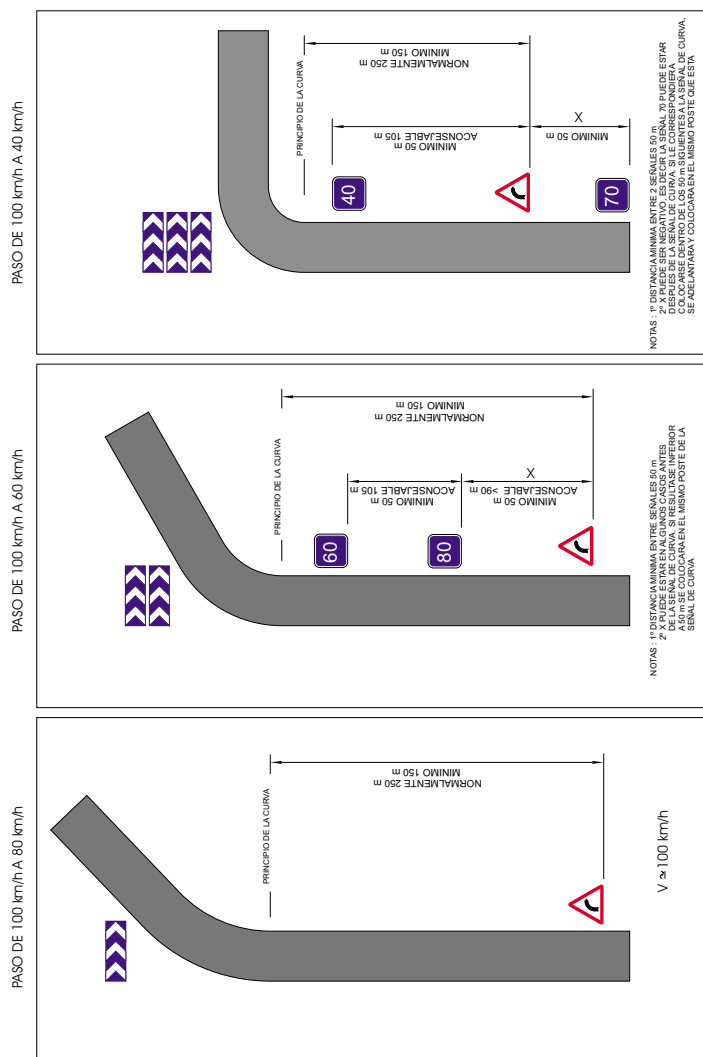 PASO DE 100 km/h A 40 km/h
40
70
PRINCIPIO DE LA CURVA
NORMALMENTE 250 m
MINIMO 150 m
MINIMO 50 m
ACONSEJABLE 105 m
X
MINIMO 50 m
NOTAS : 1º DISTANCIA MINIMA ENTRE 2 SEÑALES 50 m
2º X PUEDE SER NEGATIVO, ES DECIR LA SEÑAL 70 PUEDE ESTAR
DESPUES DE LA SEÑAL DE CURVA. SI LE CORRESPONDIERA
COLOCARSE DENTRO DE LOS 50 m SIGUIENTES A LA SEÑAL DE CURVA,
SE ADELANTARA Y COLOCARA EN EL MISMO POSTE QUE ESTA
PASO DE 100 km/h A 60 km/h
60
80
PRINCIPIO DE LA CURVA
NORMALMENTE 250 m
MINIMO 150 m
MINIMO 50 m
ACONSEJABLE 105 m
X
MINIMO 50 m
ACONSEJABLE >90 m
NOTAS : 1º DISTANCIA MINIMA ENTRE SEÑALES 50 m
2º X PUEDE ESTAR EN ALGUNOS CASOS ANTES
DE LA SEÑAL DE CURVA. SI RESULTASE INFERIOR
A 50 m SE COLOCARA EN EL MISMO POSTE DE LA
SEÑAL DE CURVA
PASO DE 100 km/h A 80 km/h
PRINCIPIO DE LA CURVA
NORMALMENTE 250 m
MINIMO 150 m
V ≃100 km/h